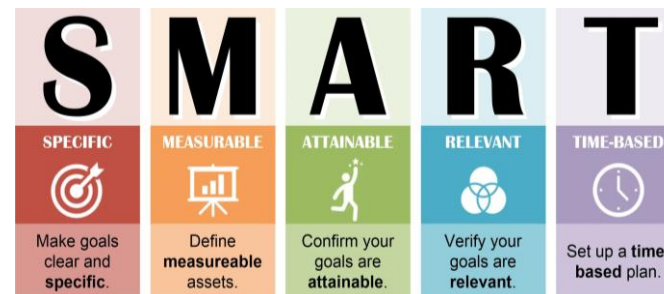 S
SPECIFIC
Make goals
clear and
specific.
M
MEASURABLE
Define
measureable
assets.
A
ATTAINABLE
Confirm your
goals are
attainable.
R
RELEVANT
Verify your
goals are
relevant.
T
TIME-BASED
Set up a time
based plan.